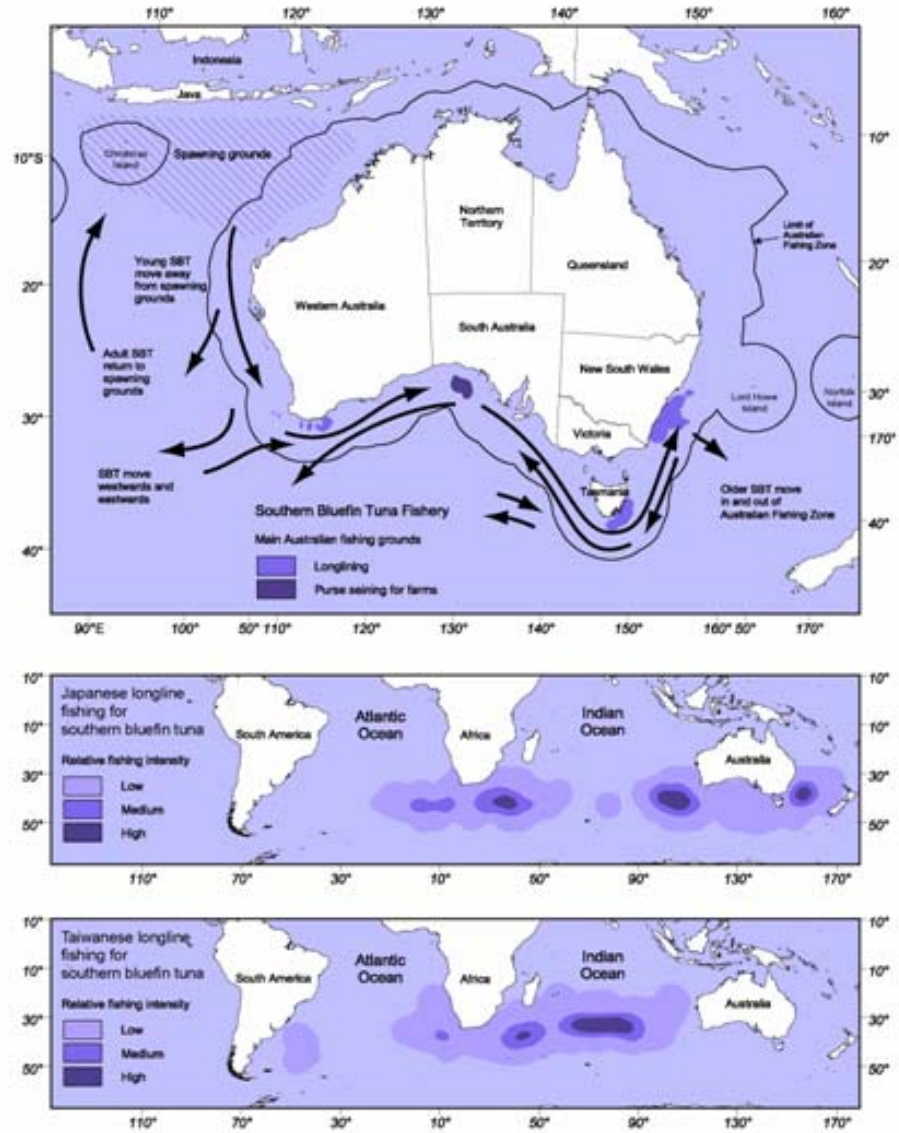 110°
120°
130°
140°
150°
160°
Indonesia
Java
10°S
10°
Christmas
Island
Spawning grounds
Northern
Territory
Limit of
Australian
Fishing Zone
Young SBT
move away
from spawning
grounds
Queensland
20°
20°
Western Australia
South Australia
Adult SBT
return to
spawning
grounds
New South Wales
Lord Howe
Island
Norfolk
Island
30°
30°
Victoria
170°
SBT move
westwards and
eastwards
Tasmania
Older SBT move
in and out of
Australian Fishing Zone
Southern Bluefin Tuna Fishery
Main Australian fishing grounds
40°
40°
Longlining
Purse seining for farms
90°E
100°
50°
110°
120°
130°
140°
150°
160°
50°
170°
10°
10°
Japanese longline
fishing for
southern bluefin tuna
Atlantic
Ocean
Indian
Ocean
10°
10°
South America
Africa
Australia
Relative fishing intensity
30°
30°
Low
Medium
50°
50°
High
110°
70°
30°
10°
50°
90°
130°
170°
10°
10°
Taiwanese longline
fishing for
southern bluefin tuna
Atlantic
Ocean
Indian
Ocean
10°
10°
South America
Africa
Australia
Relative fishing intensity
30°
30°
Low
Medium
50°
50°
High
110°
70°
30°
10°
50°
90°
130°
170°